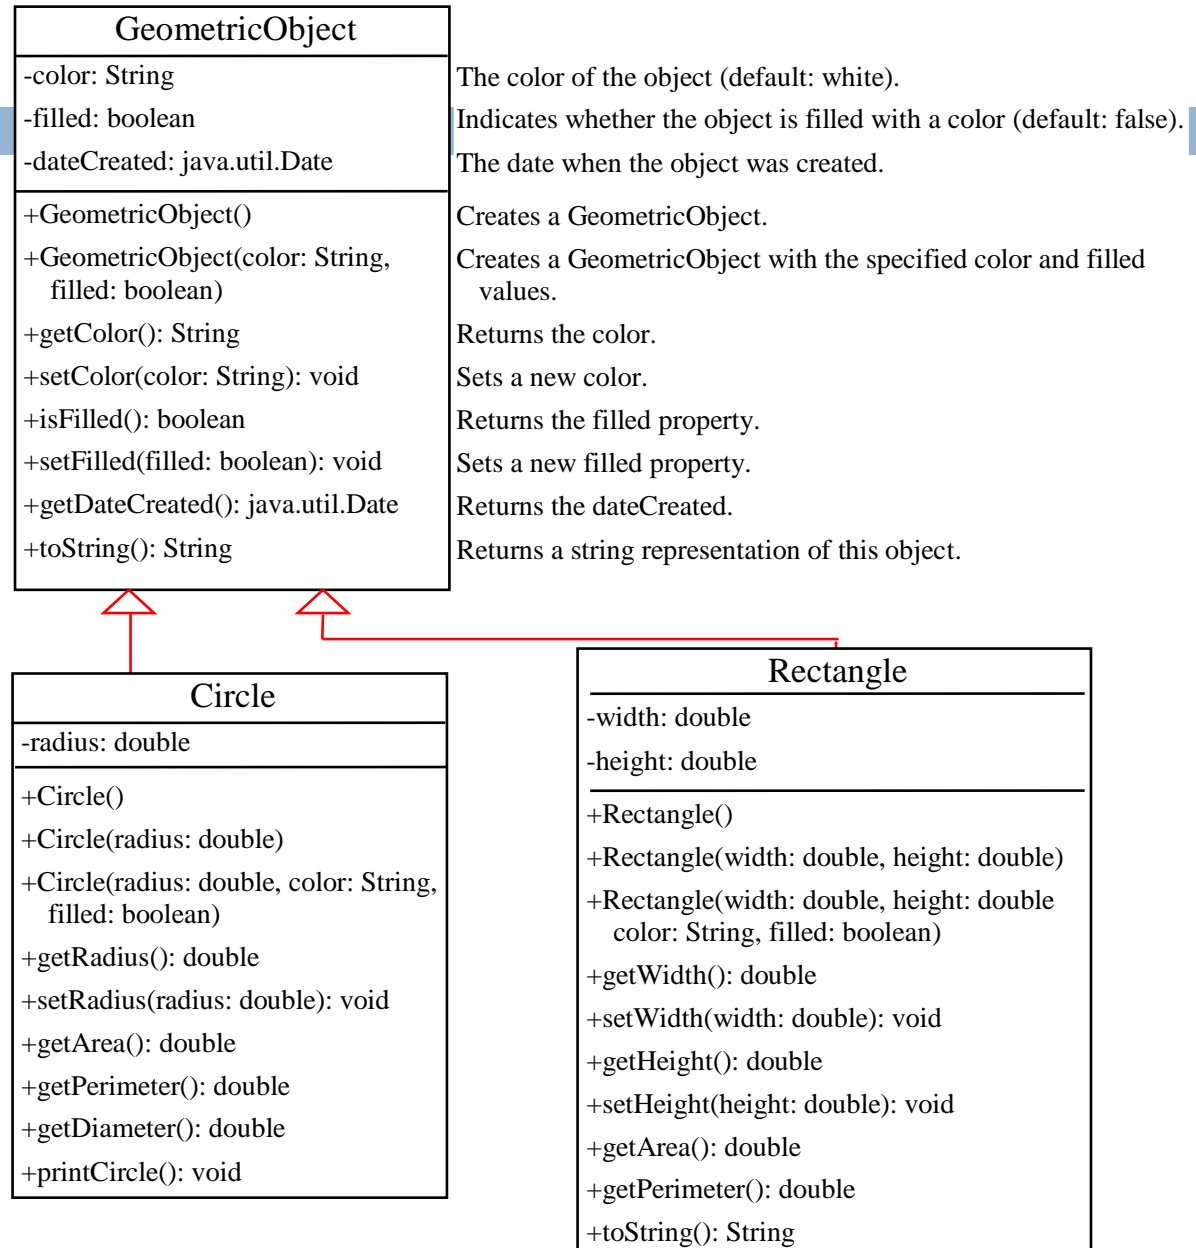 GeometricObject
-color: String
The color of the object (default: white).
-filled: boolean
Indicates whether the object is filled with a color (default: false).
-dateCreated: java.util.Date
The date when the object was created.
+GeometricObject()
Creates a GeometricObject.
+GeometricObject(color: String,
filled: boolean)
Creates a GeometricObject with the specified color and filled
values.
+getColor(): String
Returns the color.
+setColor(color: String): void
Sets a new color.
+isFilled(): boolean
Returns the filled property.
+setFilled(filled: boolean): void
Sets a new filled property.
+getDateCreated(): java.util.Date
Returns the dateCreated.
+toString(): String
Returns a string representation of this object.
Circle
-radius: double
+Circle()
+Circle(radius: double)
+Circle(radius: double, color: String,
filled: boolean)
+getRadius(): double
+setRadius(radius: double): void
+getArea(): double
+getPerimeter(): double
+getDiameter(): double
+printCircle(): void
Rectangle
-width: double
-height: double
+Rectangle()
+Rectangle(width: double, height: double)
+Rectangle(width: double, height: double
color: String, filled: boolean)
+getWidth(): double
+setWidth(width: double): void
+getHeight(): double
+setHeight(height: double): void
+getArea(): double
+getPerimeter(): double
+toString(): String